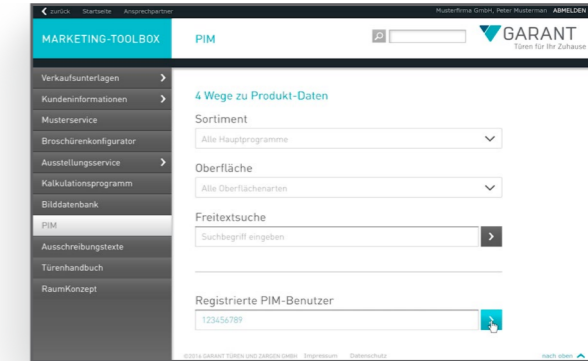 zurück Startseite Ansprechpartner
Musterfirma GmbH, Peter Musterman ABMELDEN
MARKETING-TOOLBOX
PIM
GARANT
Türen für Ihr Zuhause
Verkaufsunterlagen
Kundeninformationen
Musterservice
Broschürenkonfigurator
Ausstellungsservice
Kalkulationsprogramm
Bilddatenbank
PIM
Ausschreibungstexte
Türenhandbuch
RaumKonzept
4 Wege zu Produkt-Daten
Sortiment
Alle Hauptprogramme
Oberfläche
Alle Oberflächenarten
Freitextsuche
Suchbegriff eingeben
Registrierte PIM-Benutzer
123456789
©2016 GARANT TÜREN UND ZARGEN GMBH Impressum Datenschutz
nach oben